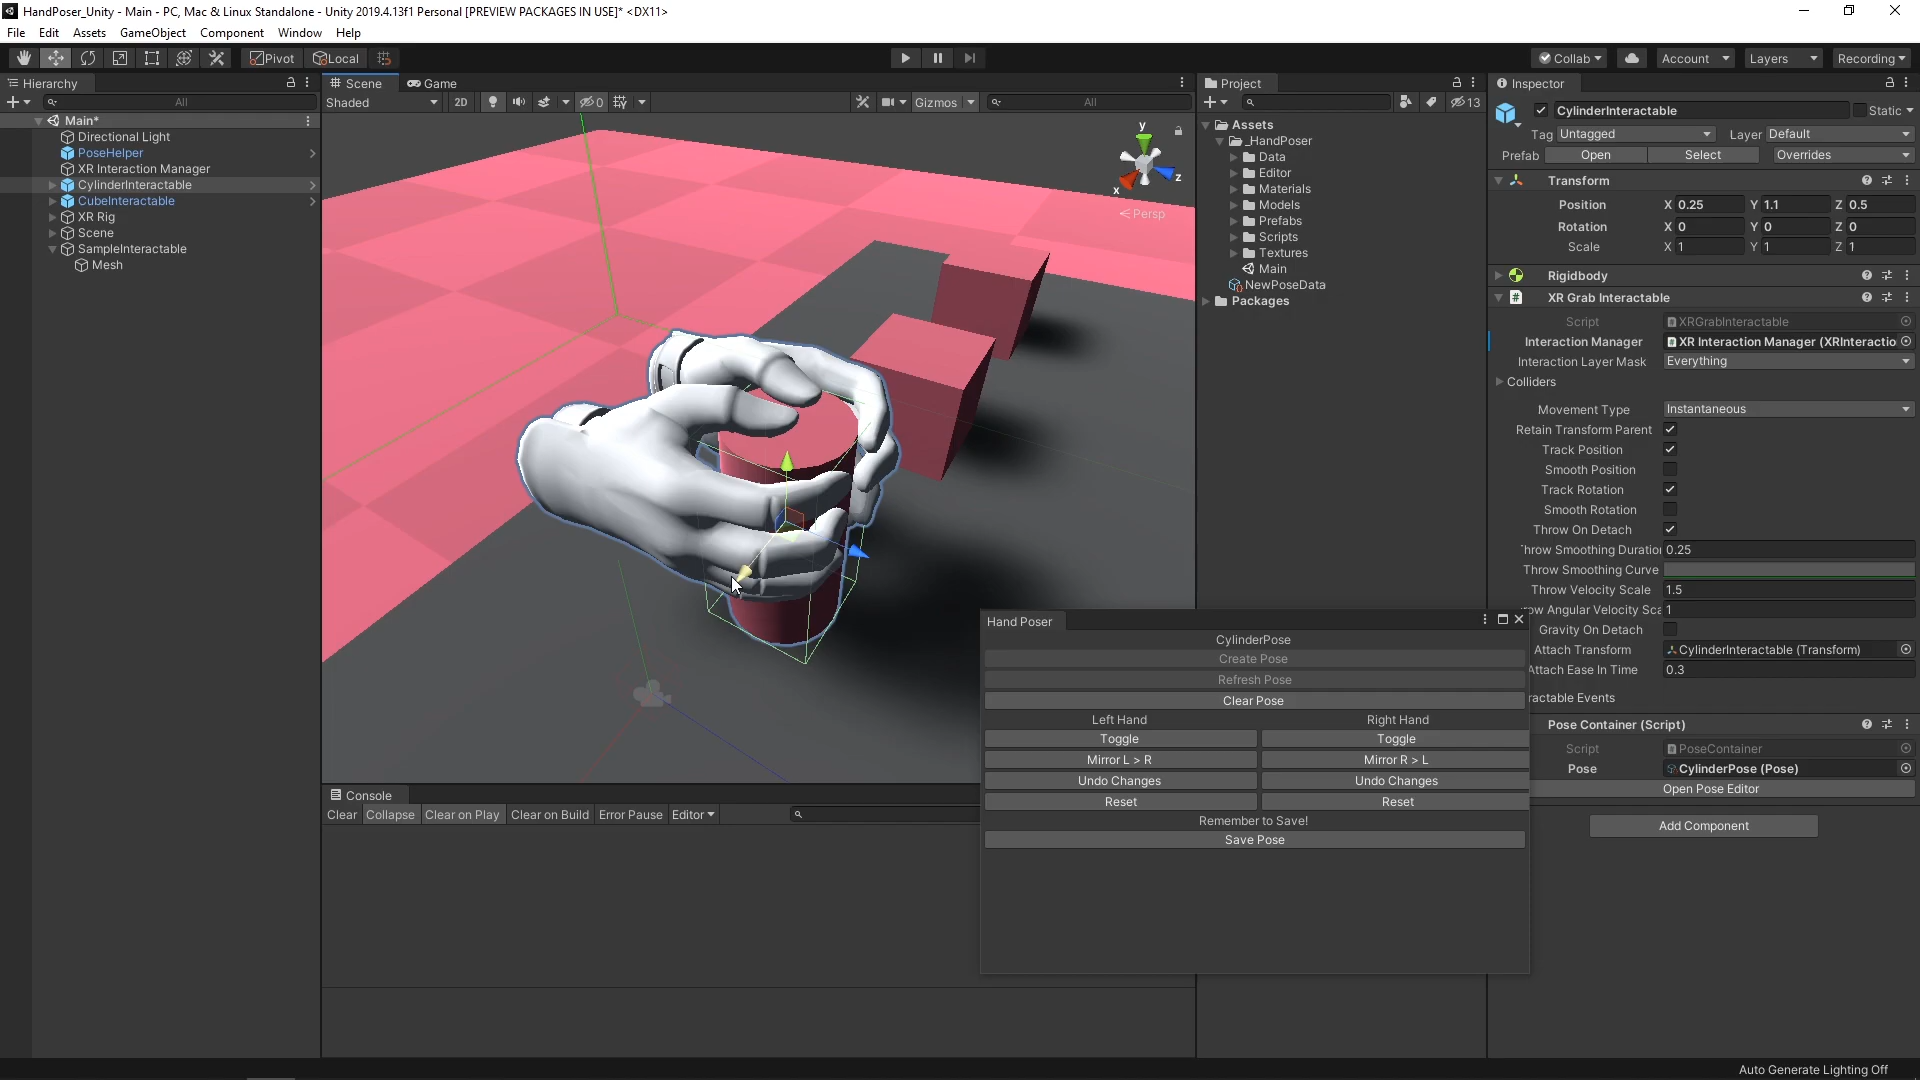 HandPoser_Unity - Main - PC, Mac & Linux Standalone - Unity 2019.4.13f1 Personal [PREVIEW PACKAGES IN USE]* <DX11>
File Edit Assets GameObject Component Window Help
Pivot Local Collab Account Layers Recording
Hierarchy
All
Main*
Directional Light
PoseHelper
XR Interaction Manager
CylinderInteractable
CubeInteractable
XR Rig
Scene
SampleInteractable
Mesh
Scene Game
Shaded 2D 0 Gizmos All
y
x
z
Persp
Console
Clear Collapse Clear on Play Clear on Build Error Pause Editor
Project
13
Assets
_HandPoser
Data
Editor
Materials
Models
Prefabs
Scripts
Textures
Main
NewPoseData
Packages
Hand Poser
CylinderPose
Create Pose
Refresh Pose
Clear Pose
Left Hand Right Hand
Toggle Toggle
Mirror L > R Mirror R > L
Undo Changes Undo Changes
Reset Reset
Remember to Save!
Save Pose
Inspector
CylinderInteractable Static
Tag Untagged Layer Default
Prefab Open Select Overrides
Transform
Position X 0.25 Y 1.1 Z 0.5
Rotation X 0 Y 0 Z 0
Scale X 1 Y 1 Z 1
Rigidbody
# XR Grab Interactable
Script XRGrabInteractable
Interaction Manager XR Interaction Manager (XRInteractio
Interaction Layer Mask Everything
Colliders
Movement Type Instantaneous
Retain Transform Parent
Track Position
Smooth Position
Track Rotation
Smooth Rotation
Throw On Detach
Throw Smoothing Duratio 0.25
Throw Smoothing Curve
Throw Velocity Scale 1.5
ow Angular Velocity Sca 1
Gravity On Detach
Attach Transform CylinderInteractable (Transform)
Attach Ease In Time 0.3
ractable Events
Pose Container (Script)
Script PoseContainer
Pose CylinderPose (Pose)
Open Pose Editor
Add Component
Auto Generate Lighting Off